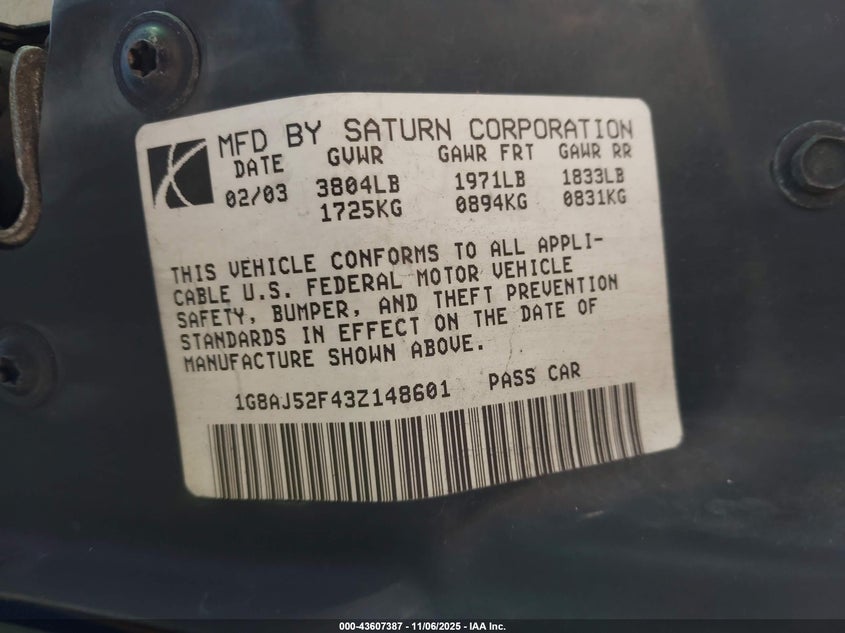 MFD BY SATURN CORPORATION
DATE GVWR GAWR FRT GAWR RR
02/03 3804LB 1971LB 1833LB
1725KG 0894KG 0831KG
THIS VEHICLE CONFORMS TO ALL APPLI-
CABLE U.S. FEDERAL MOTOR VEHICLE
SAFETY, BUMPER, AND THEFT PREVENTION
STANDARDS IN EFFECT ON THE DATE OF
MANUFACTURE SHOWN ABOVE.
1G8AJ52F43Z148601 PASS CAR
000-43607387 - 11/06/2025 - IAA Inc.